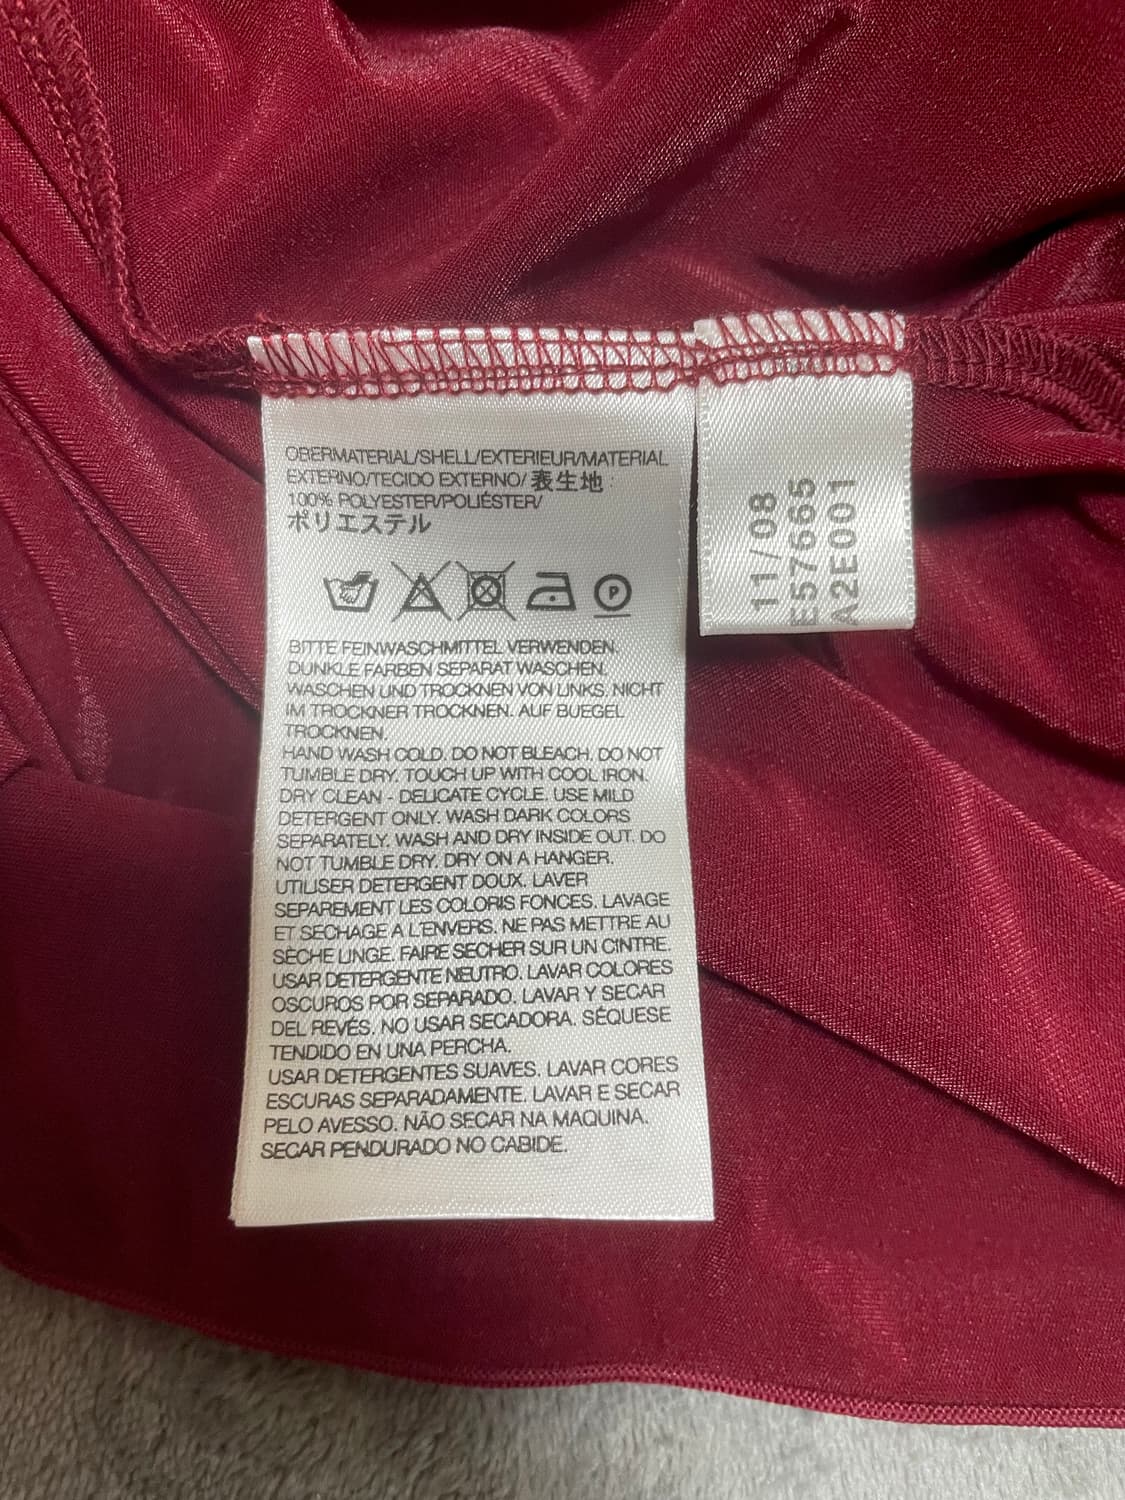 OBERMATERIAL/SHELL/EXTERIEUR/MATERIAL
EXTERNO/TECIDO EXTERNO/ 表生地 :
100% POLYESTER/POLIÉSTER/
ポリエステル
P
BITTE FEINWASCHMITTEL VERWENDEN.
DUNKLE FARBEN SEPARAT WASCHEN.
WASCHEN UND TROCKNEN VON LINKS. NICHT
IM TROCKNER TROCKNEN. AUF BUEGEL
TROCKNEN.
HAND WASH COLD. DO NOT BLEACH. DO NOT
TUMBLE DRY. TOUCH UP WITH COOL IRON.
DRY CLEAN - DELICATE CYCLE. USE MILD
DETERGENT ONLY. WASH DARK COLORS
SEPARATELY. WASH AND DRY INSIDE OUT. DO
NOT TUMBLE DRY. DRY ON A HANGER.
UTILISER DETERGENT DOUX. LAVER
SEPAREMENT LES COLORIS FONCES. LAVAGE
ET SECHAGE A L'ENVERS. NE PAS METTRE AU
SÈCHE LINGE. FAIRE SECHER SUR UN CINTRE.
USAR DETERGENTE NEUTRO. LAVAR COLORES
OSCUROS POR SEPARADO. LAVAR Y SECAR
DEL REVÉS. NO USAR SECADORA. SÉQUESE
TENDIDO EN UNA PERCHA.
USAR DETERGENTES SUAVES. LAVAR CORES
ESCURAS SEPARADAMENTE. LAVAR E SECAR
PELO AVESSO. NÃO SECAR NA MAQUINA.
SECAR PENDURADO NO CABIDE.
11/08
E57665
A2E001